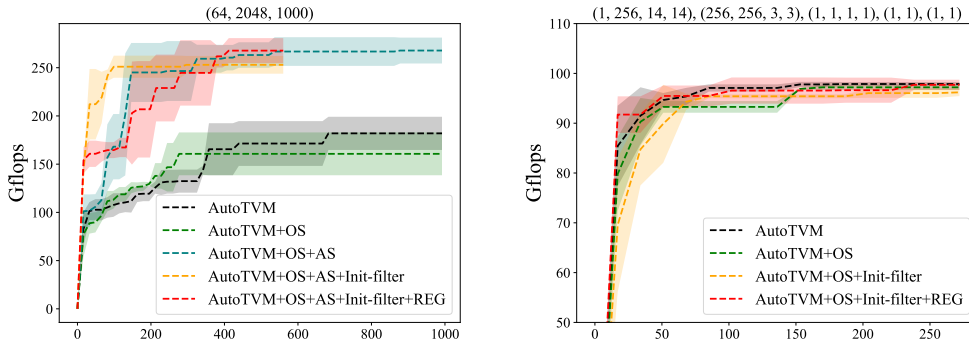 (64, 2048, 1000)
Gflops
250
200
150
100
50
0
0 200 400 600 800 1000
AutoTVM
AutoTVM+OS
AutoTVM+OS+AS
AutoTVM+OS+AS+Init-filter
AutoTVM+OS+AS+Init-filter+REG
(1, 256, 14, 14), (256, 256, 3, 3), (1, 1, 1, 1), (1, 1), (1, 1)
Gflops
110
100
90
80
70
60
50
0 50 100 150 200 250
AutoTVM
AutoTVM+OS
AutoTVM+OS+Init-filter
AutoTVM+OS+Init-filter+REG